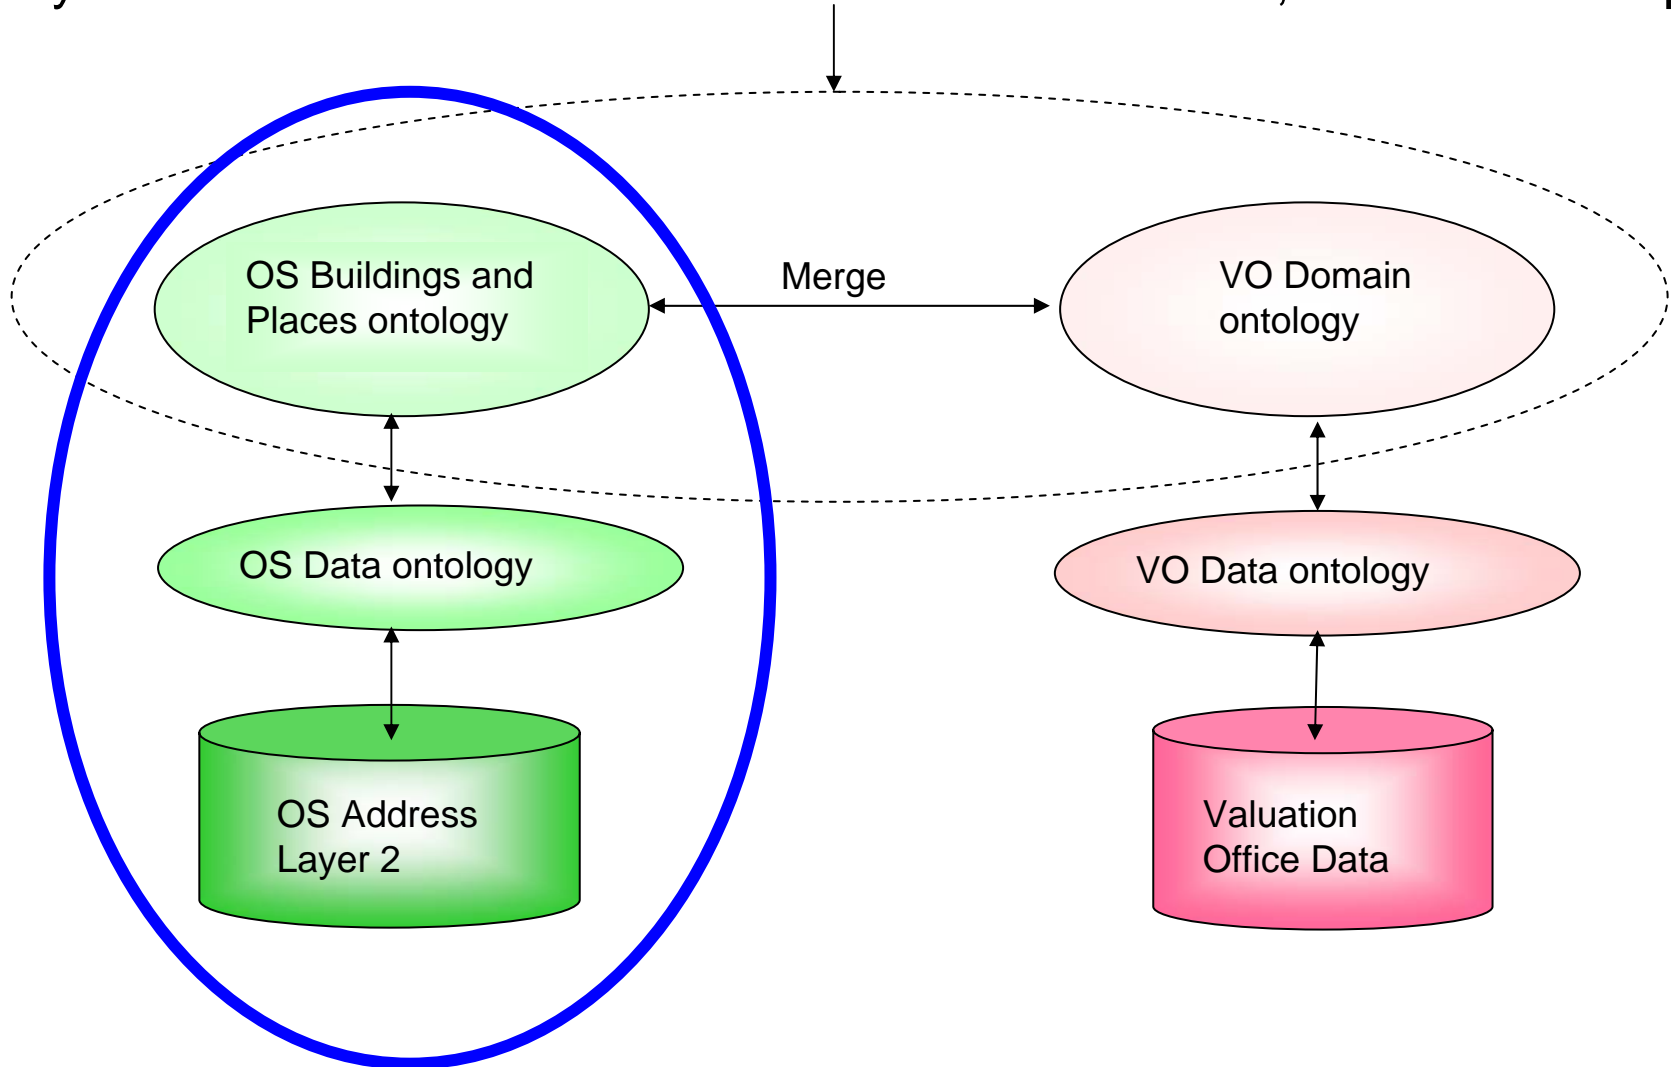 OS Buildings and
Places ontology
Merge
VO Domain
ontology
OS Data ontology
VO Data ontology
OS Address
Layer 2
Valuation
Office Data